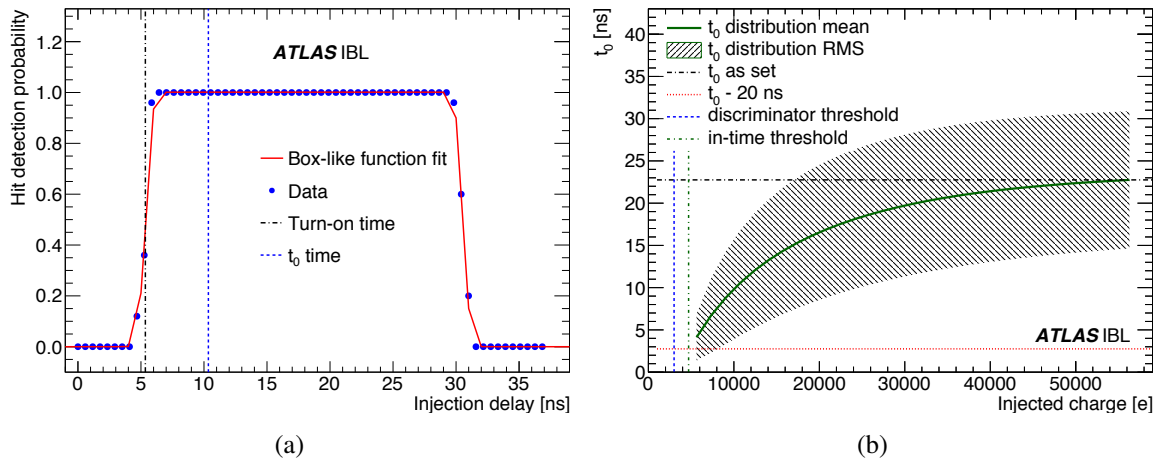 Hit detection probability
1.2
1.0
0.8
0.6
0.4
0.2
0.0
ATLAS IBL
Box-like function fit
Data
Turn-on time
t0 time
0 5 10 15 20 25 30 35
Injection delay [ns]
(a)
t0 [ns]
40
35
30
25
20
15
10
5
0
t0 distribution mean
t0 distribution RMS
t0 as set
t0 - 20 ns
discriminator threshold
in-time threshold
ATLAS IBL
0 10000 20000 30000 40000 50000
Injected charge [e]
(b)